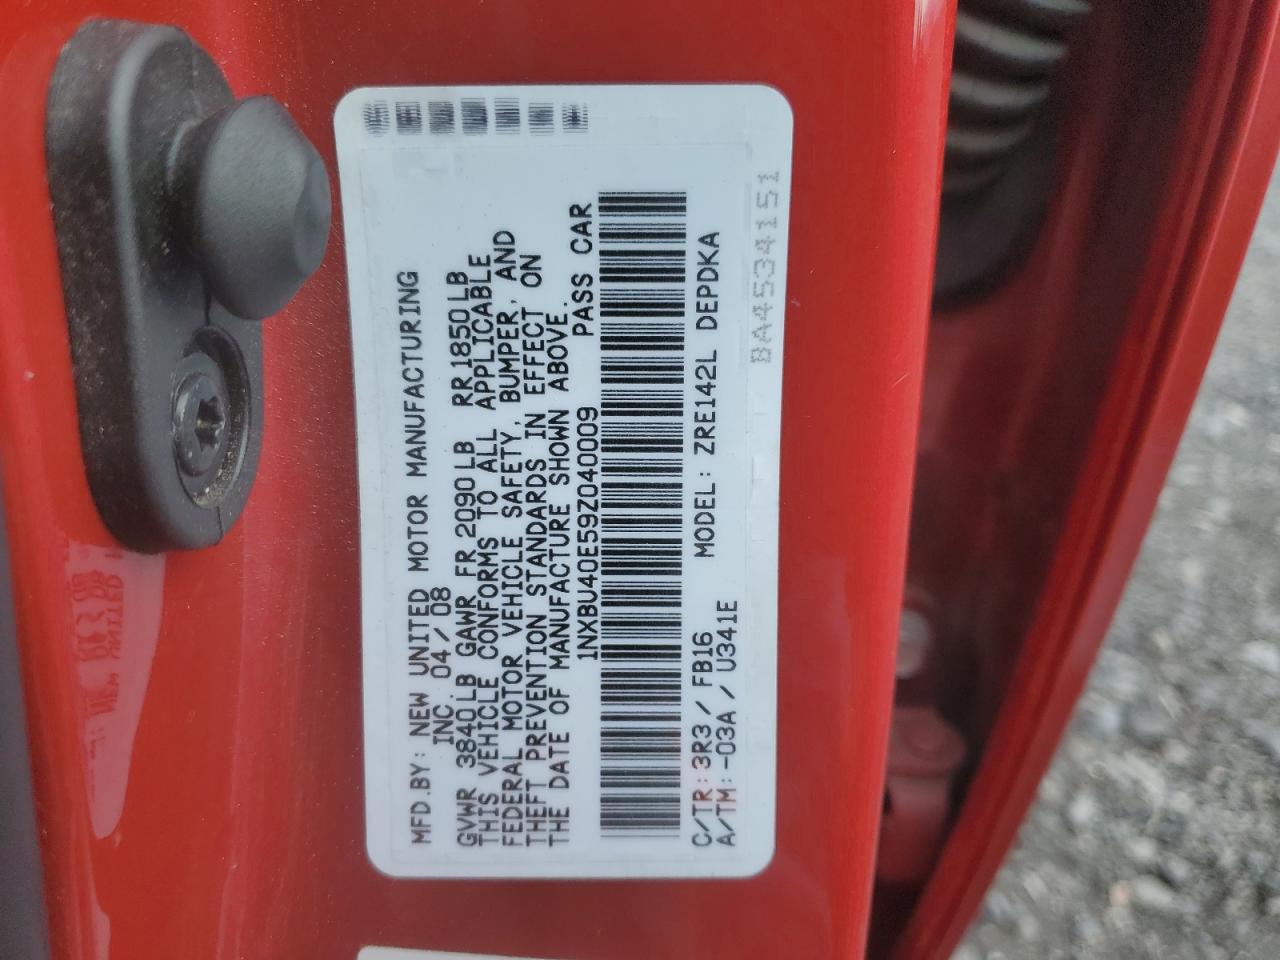 MFD.BY: NEW UNITED MOTOR MANUFACTURING
INC 04/08
GVWR 3840LB GAWR FR 2090LB RR 1850LB
THIS VEHICLE CONFORMS TO ALL APPLICABLE
FEDERAL MOTOR VEHICLE SAFETY, BUMPER, AND
THEFT PREVENTION STANDARDS IN EFFECT ON
THE DATE OF MANUFACTURE SHOWN ABOVE.
1NXBU40E59Z040009 PASS CAR
C/TR: 3R3 / FB16 MODEL: ZRE142L DEPDKA
A/TM: -03A / U341E
BA4534151